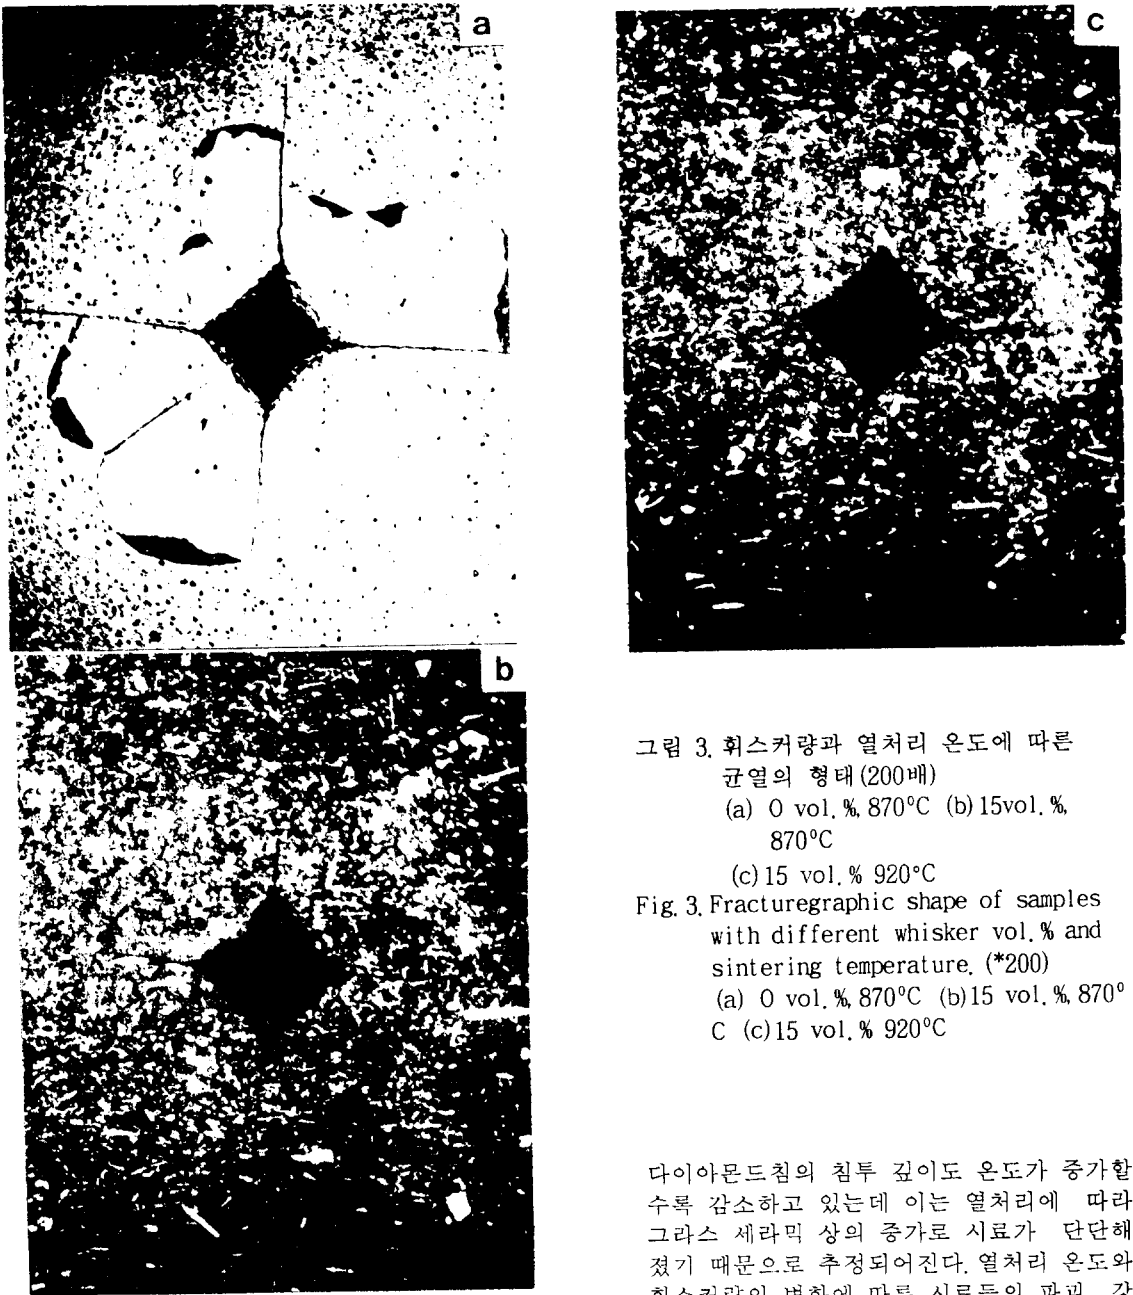 a
c
b
그림 3. 휘스커량과 열처리 온도에 따른
균열의 형태(200배)
(a) 0 vol.%, 870°C (b)15vol.%,
870°C
(c)15 vol.% 920°C
Fig.3. Fracturegraphic shape of samples
with different whisker vol.% and
sintering temperature. (*200)
(a) 0 vol.%, 870°C (b)15 vol.%, 870°
C (c)15 vol.% 920°C
다이아몬드침의 침투 깊이도 온도가 증가할
수록 감소하고 있는데 이는 열처리에 따라
그라스 세라믹 상의 증가로 시료가 단단해
졌기 때문으로 추정되어진다. 열처리 온도와